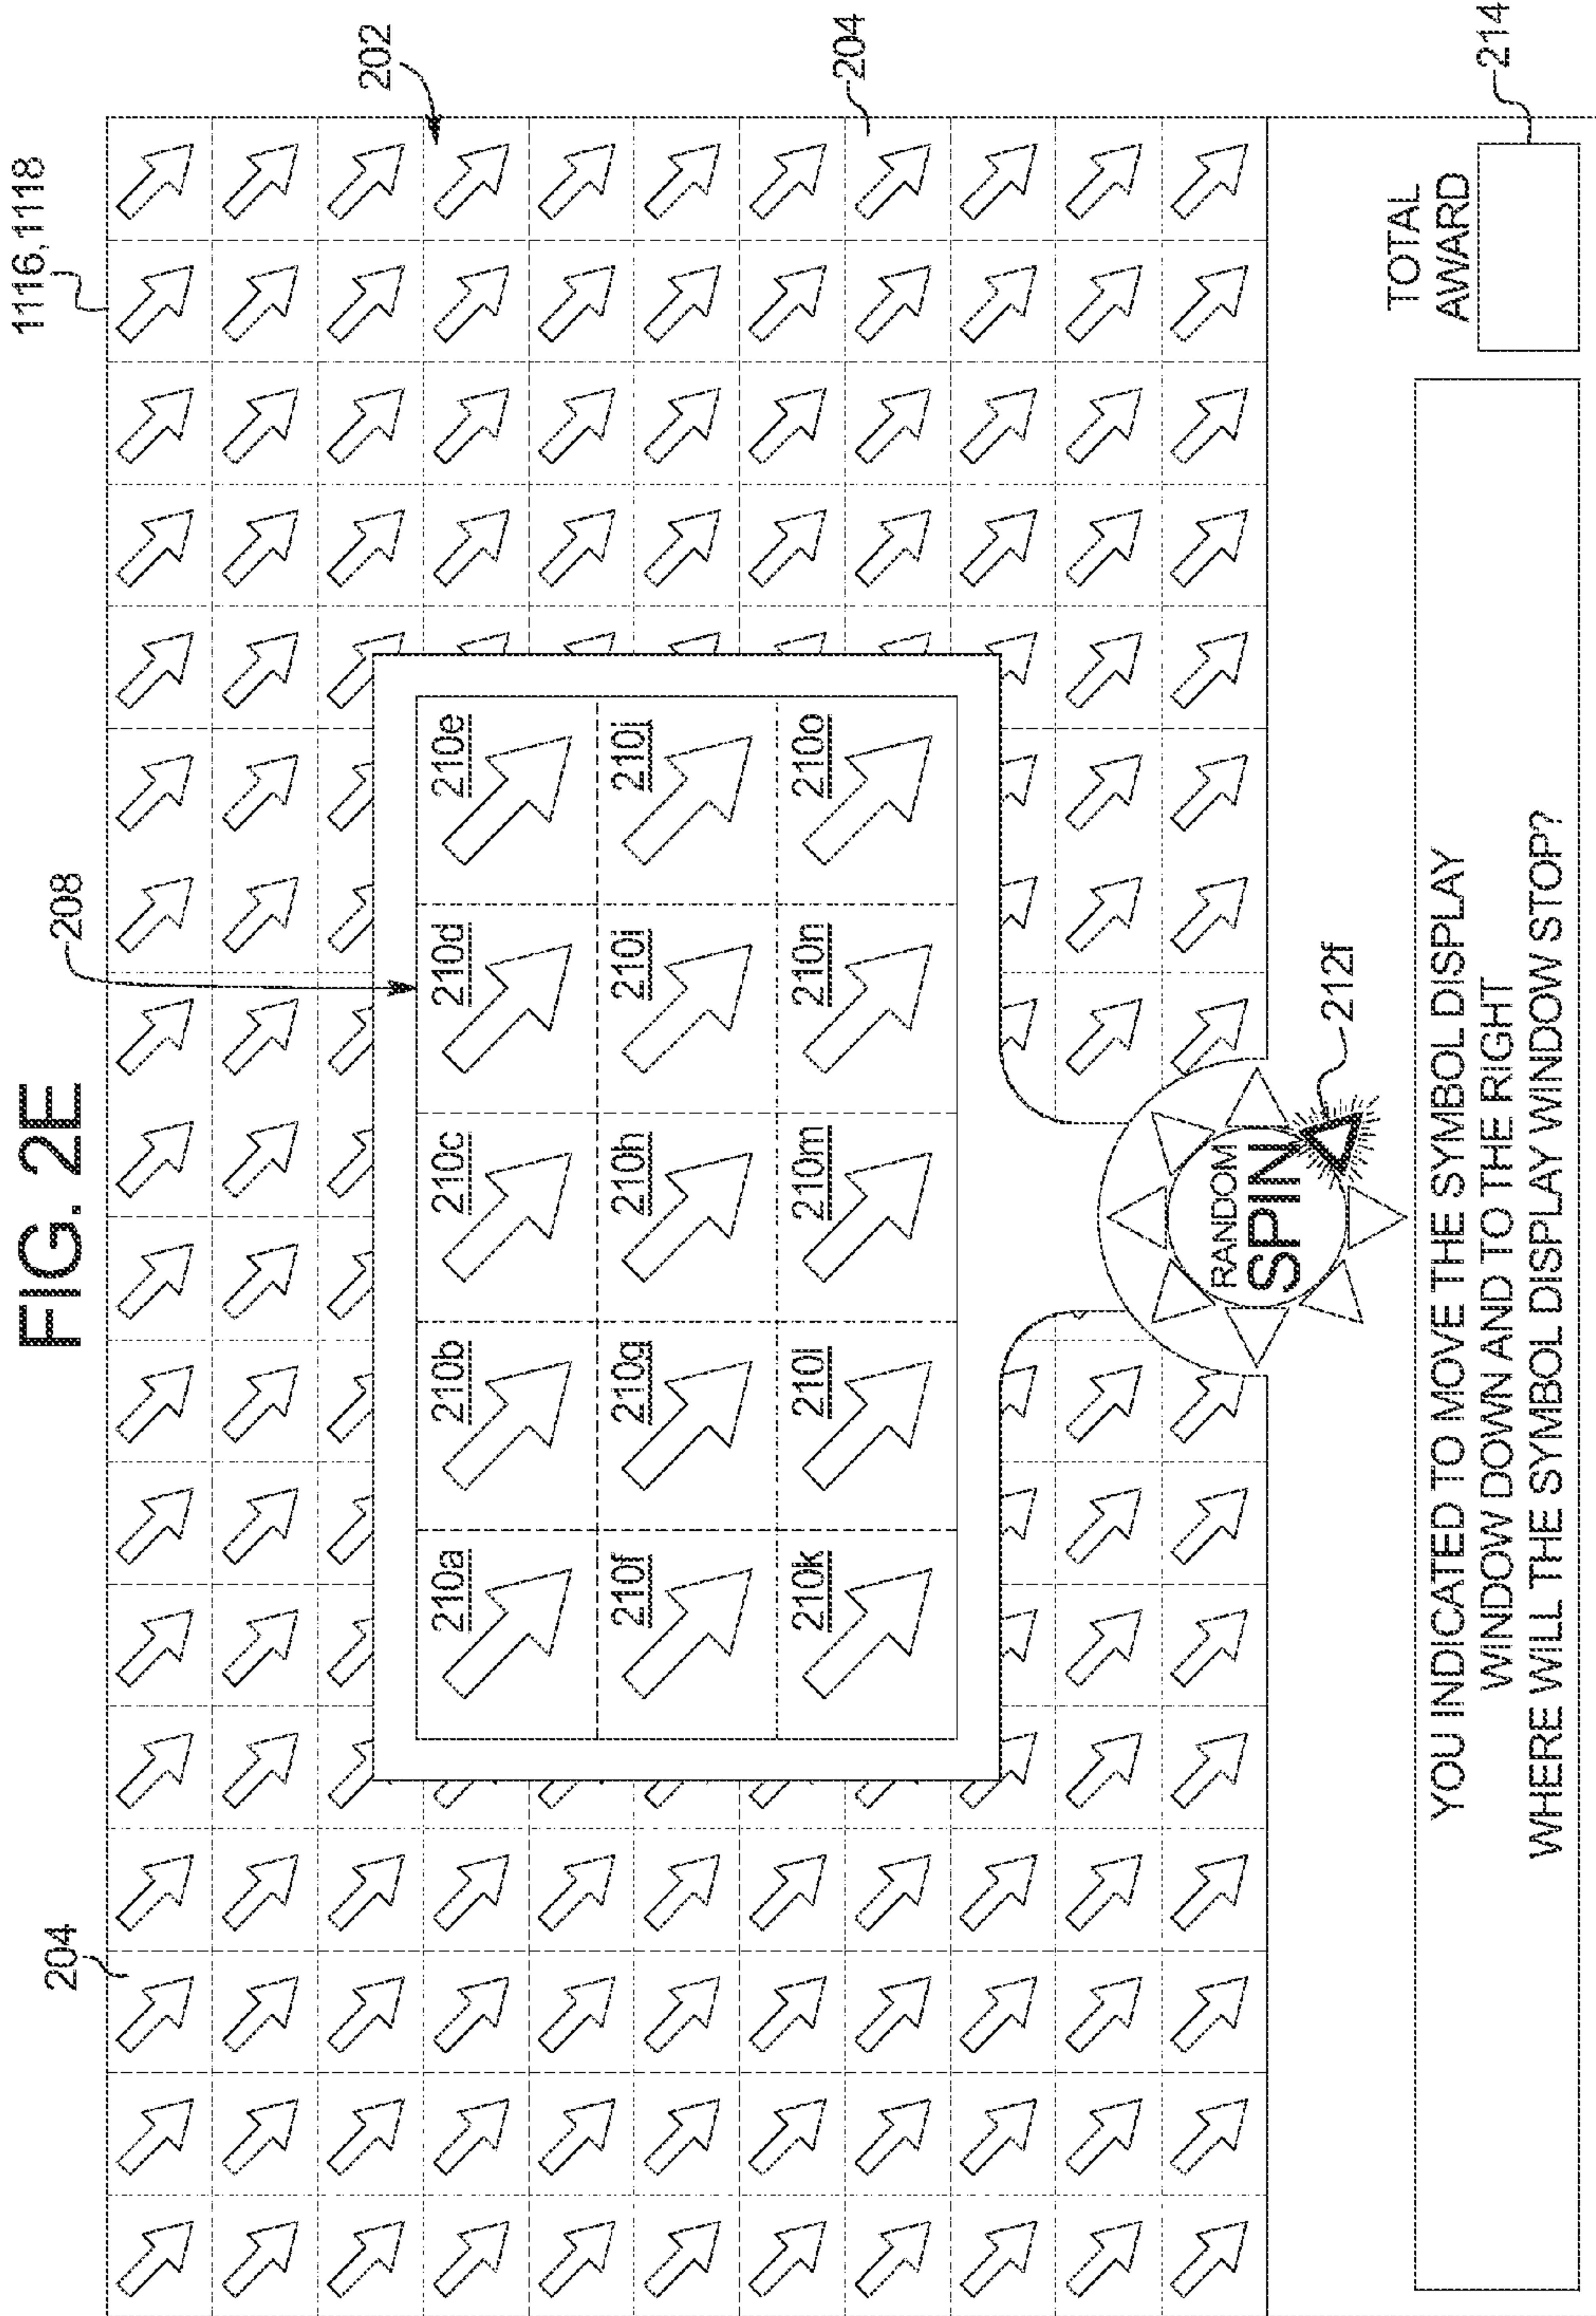 FIG. 2E
1116,1118
208
202
204
204
210a
210b
210c
210d
210e
210f
210g
210h
210i
210j
210k
210l
210m
210n
210o
RANDOM
SPIN
212f
TOTAL
AWARD
214
YOU INDICATED TO MOVE THE SYMBOL DISPLAY
WINDOW DOWN AND TO THE RIGHT
WHERE WILL THE SYMBOL DISPLAY WINDOW STOP?